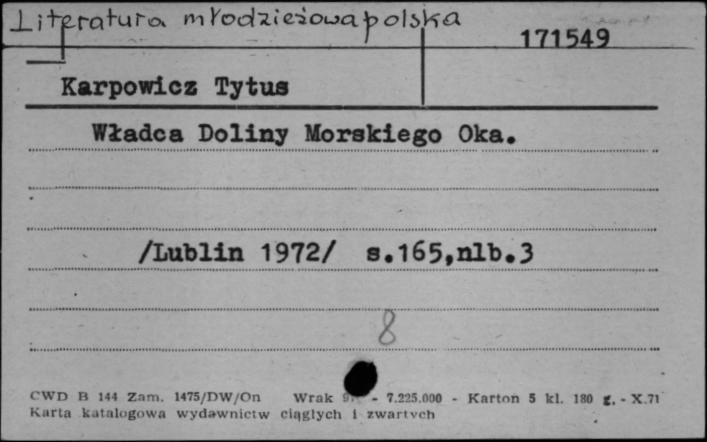 Literatura młodzieżowa polska
171549
Karpowicz Tytus
Władca Doliny Morskiego Oka.
/Lublin 1972/ s.165,nlb.3
8
CWD B 144 Zam. 1475/DW/On Wrak - 7.225.000 - Karton 5 kl. 180 g. - X.71
Karta katalogowa wydawnictw ciągłych i zwartych